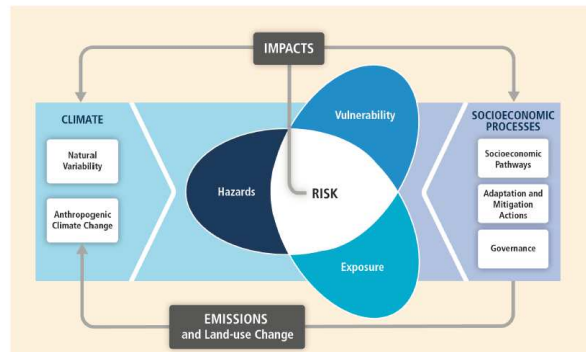 IMPACTS
CLIMATE
Natural
Variability
Anthropogenic
Climate Change
Hazards
Vulnerability
RISK
Exposure
SOCIOECONOMIC
PROCESSES
Socioeconomic
Pathways
Adaptation and
Mitigation
Actions
Governance
EMISSIONS
and Land-use Change